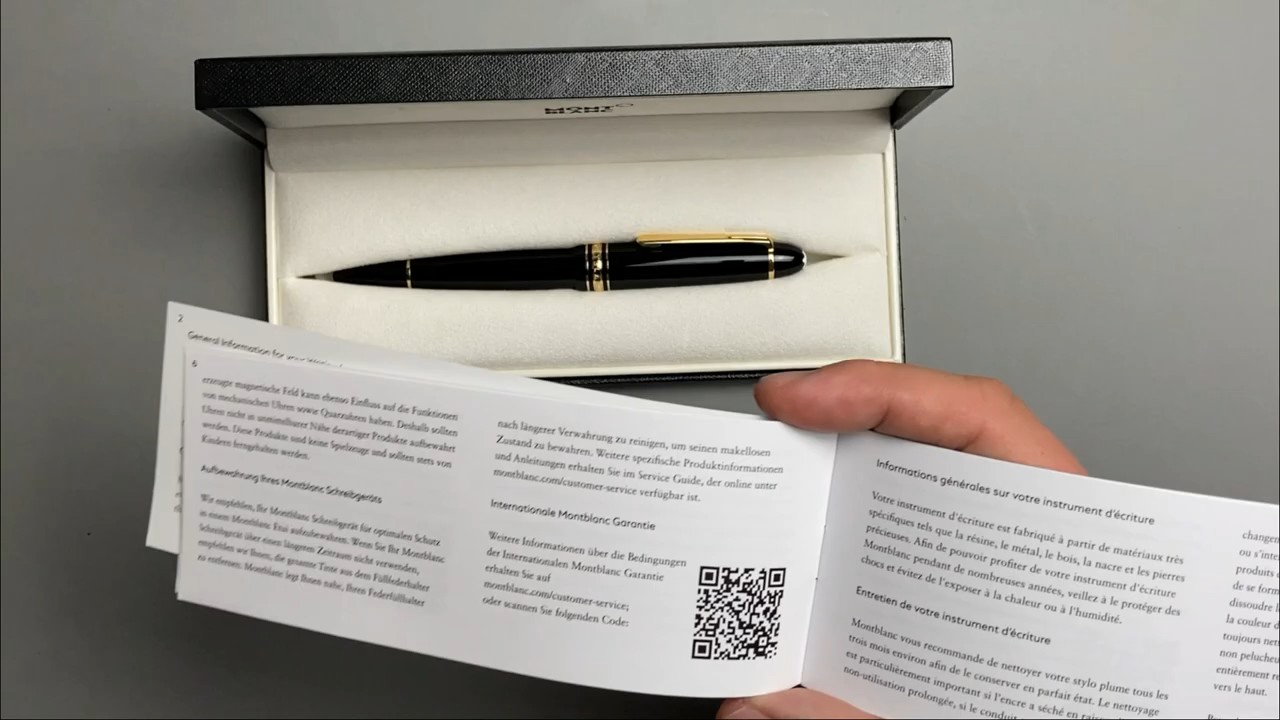 MONT
BLANC
2
General Information for your
6
erzeugte magnetische Feld kann ebenso Einfluss auf die Funktionen
von mechanischen Uhren sowie Quarzuhren haben. Deshalb sollten
Uhren nicht in unmittelbarer Nähe derartiger Produkte aufbewahrt
werden. Diese Produkte sind keine Spielzeuge und sollten stets von
Kindern ferngehalten werden.
Aufbewahrung Ihres Montblanc Schreibgeräts
Wir empfehlen, Ihr Montblanc Schreibgerät für optimalen Schutz
in einem Montblanc Etui aufzubewahren. Wenn Sie Ihr Montblanc
Schreibgerät über einen längeren Zeitraum nicht verwenden,
empfehlen wir Ihnen, die gesamte Tinte aus dem Füllfederhalter
zu entfernen. Montblanc legt Ihnen nahe, Ihren Federfüllhalter
nach längerer Verwahrung zu reinigen, um seinen makellosen
Zustand zu bewahren. Weitere spezifische Produktinformationen
und Anleitungen erhalten Sie im Service Guide, der online unter
montblanc.com/customer-service verfügbar ist.
Internationale Montblanc Garantie
Weitere Informationen über die Bedingungen
der Internationalen Montblanc Garantie
erhalten Sie auf
montblanc.com/customer-service;
oder scannen Sie folgenden Code:
Informations générales sur votre instrument d'écriture
Votre instrument d'écriture est fabriqué à partir de matériaux très
spécifiques tels que la résine, le métal, le bois, la nacre et les pierres
précieuses. Afin de pouvoir profiter de votre instrument d'écriture
Montblanc pendant de nombreuses années, veillez à le protéger des
chocs et évitez de l'exposer à la chaleur ou à l'humidité.
Entretien de votre instrument d'écriture
Montblanc vous recommande de nettoyer votre stylo plume tous les
trois mois environ afin de le conserver en parfait état. Le nettoyage
est particulièrement important si l'encre a séché en
non-utilisation prolongée, si le
changen
ou s'inte
produits
de se form
dissoudre
la couleur d
toujours nett
non pelucheu
entièrement re
vers le haut.